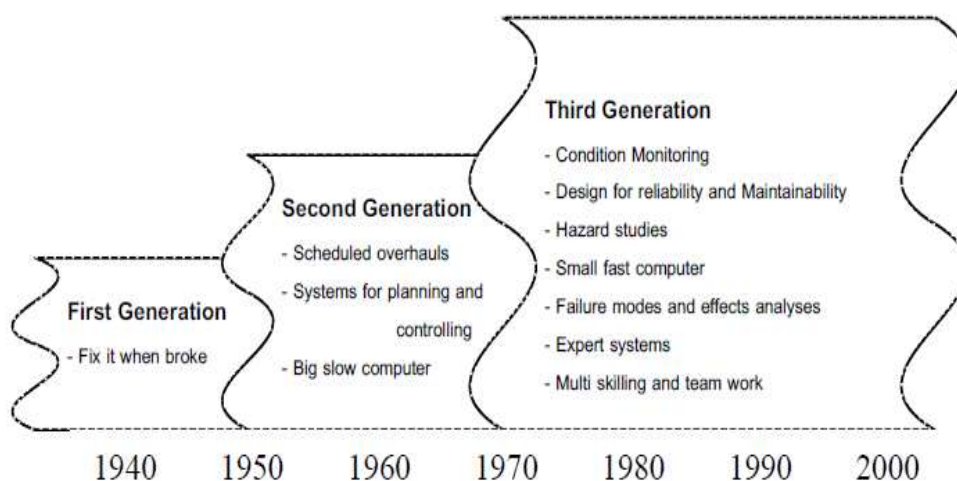 Third Generation
- Condition Monitoring
- Design for reliability and Maintainability
- Hazard studies
- Small fast computer
- Failure modes and effects analyses
- Expert systems
- Multi skilling and team work
Second Generation
- Scheduled overhauls
- Systems for planning and
controlling
- Big slow computer
First Generation
- Fix it when broke
1940 1950 1960 1970 1980 1990 2000